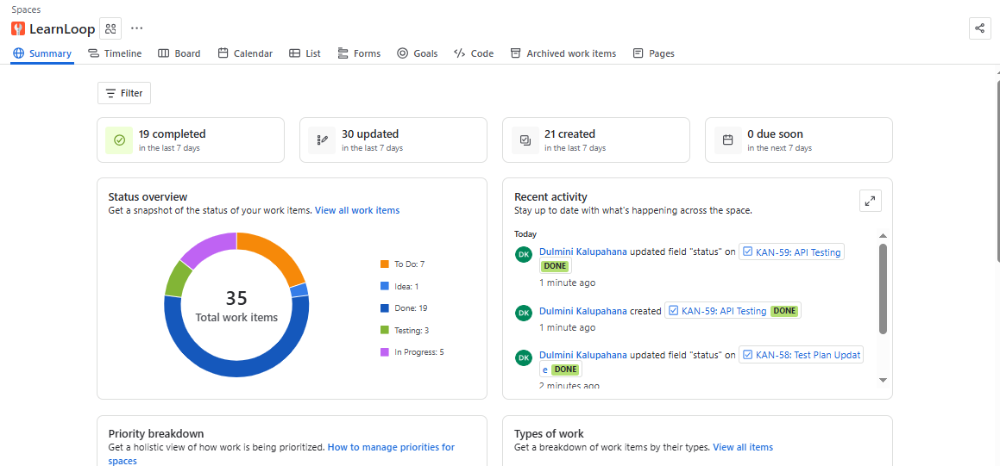 Spaces
LearnLoop
Summary Timeline Board Calendar List Forms Goals Code Archived work items Pages
Filter
19 completed
in the last 7 days
30 updated
in the last 7 days
21 created
in the last 7 days
0 due soon
in the next 7 days
Status overview
Get a snapshot of the status of your work items. View all work items
35
Total work items
To Do: 7
Idea: 1
Done: 19
Testing: 3
In Progress: 5
Recent activity
Stay up to date with what's happening across the space.
Today
DK Dulmini Kalupahana updated field "status" on KAN-59: API Testing
DONE
1 minute ago
DK Dulmini Kalupahana created KAN-59: API Testing DONE
1 minute ago
DK Dulmini Kalupahana updated field "status" on KAN-58: Test Plan Updat
e DONE
2 minutes ago
Priority breakdown
Get a holistic view of how work is being prioritized. How to manage priorities for
spaces
Types of work
Get a breakdown of work items by their types. View all items